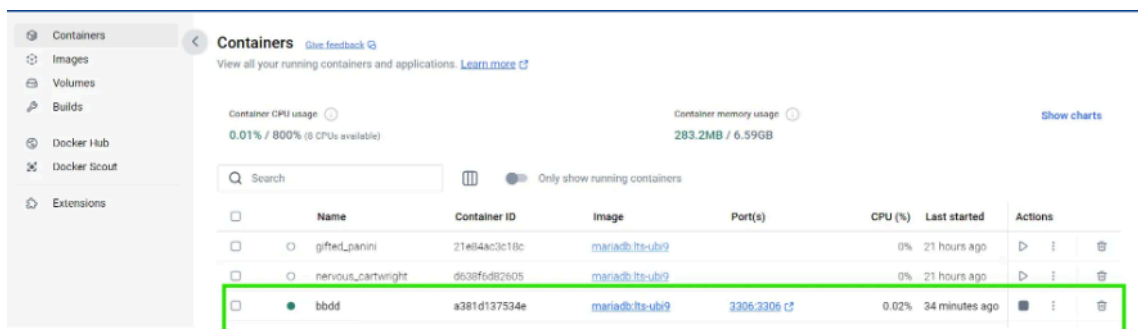 Containers
Images
Volumes
Builds
Docker Hub
Docker Scout
Extensions
Containers Give feedback
View all your running containers and applications. Learn more
Container CPU usage
0.01% / 800% (8 CPUs available)
Container memory usage
283.2MB / 6.59GB
Show charts
Search
Only show running containers
Name Container ID Image Port(s) CPU (%) Last started Actions
gifted_panini 21e84ac3c18c mariadb:lts-ubi9 0% 21 hours ago
nervous_cartwright d638f6d82605 mariadb:lts-ubi9 0% 21 hours ago
bbdd a381d137534e mariadb:lts-ubi9 3306:3306 0.02% 34 minutes ago